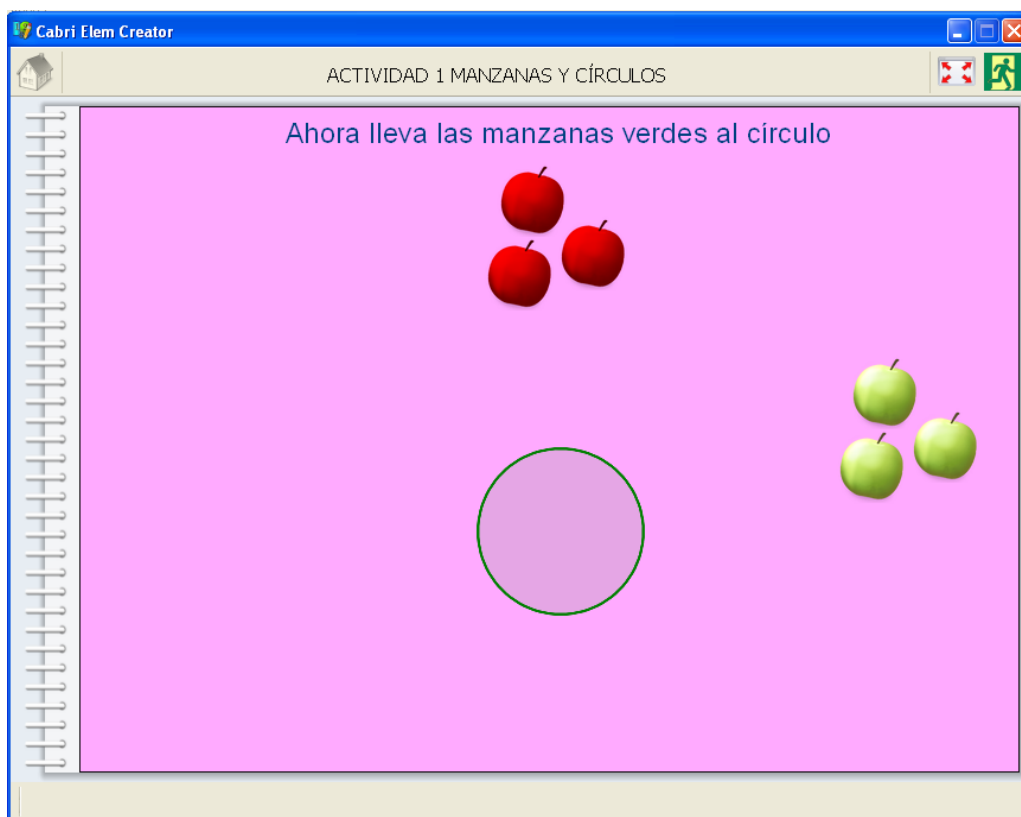 Cabri Elem Creator
ACTIVIDAD 1 MANZANAS Y CÍRCULOS
Ahora lleva las manzanas verdes al círculo